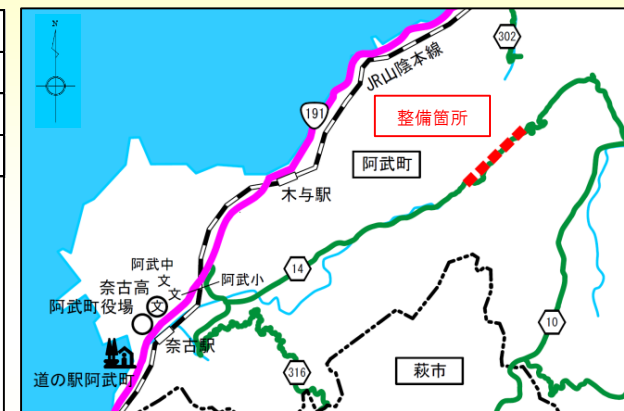 N
302
JR山陰本線
191
整備箇所
阿武町
木与駅
阿武中
文
阿武小
奈古高
文
文
14
阿武町役場
10
奈古駅
道の駅阿武町
316
萩市